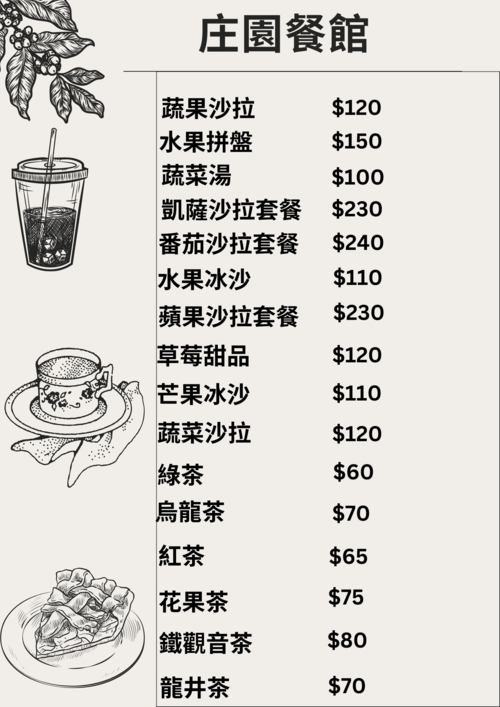 庄園餐館
蔬果沙拉 $120
水果拼盤 $150
蔬菜湯 $100
凱薩沙拉套餐 $230
番茄沙拉套餐 $240
水果冰沙 $110
蘋果沙拉套餐 $230
草莓甜品 $120
芒果冰沙 $110
蔬菜沙拉 $120
綠茶 $60
烏龍茶 $70
紅茶 $65
花果茶 $75
鐵觀音茶 $80
龍井茶 $70